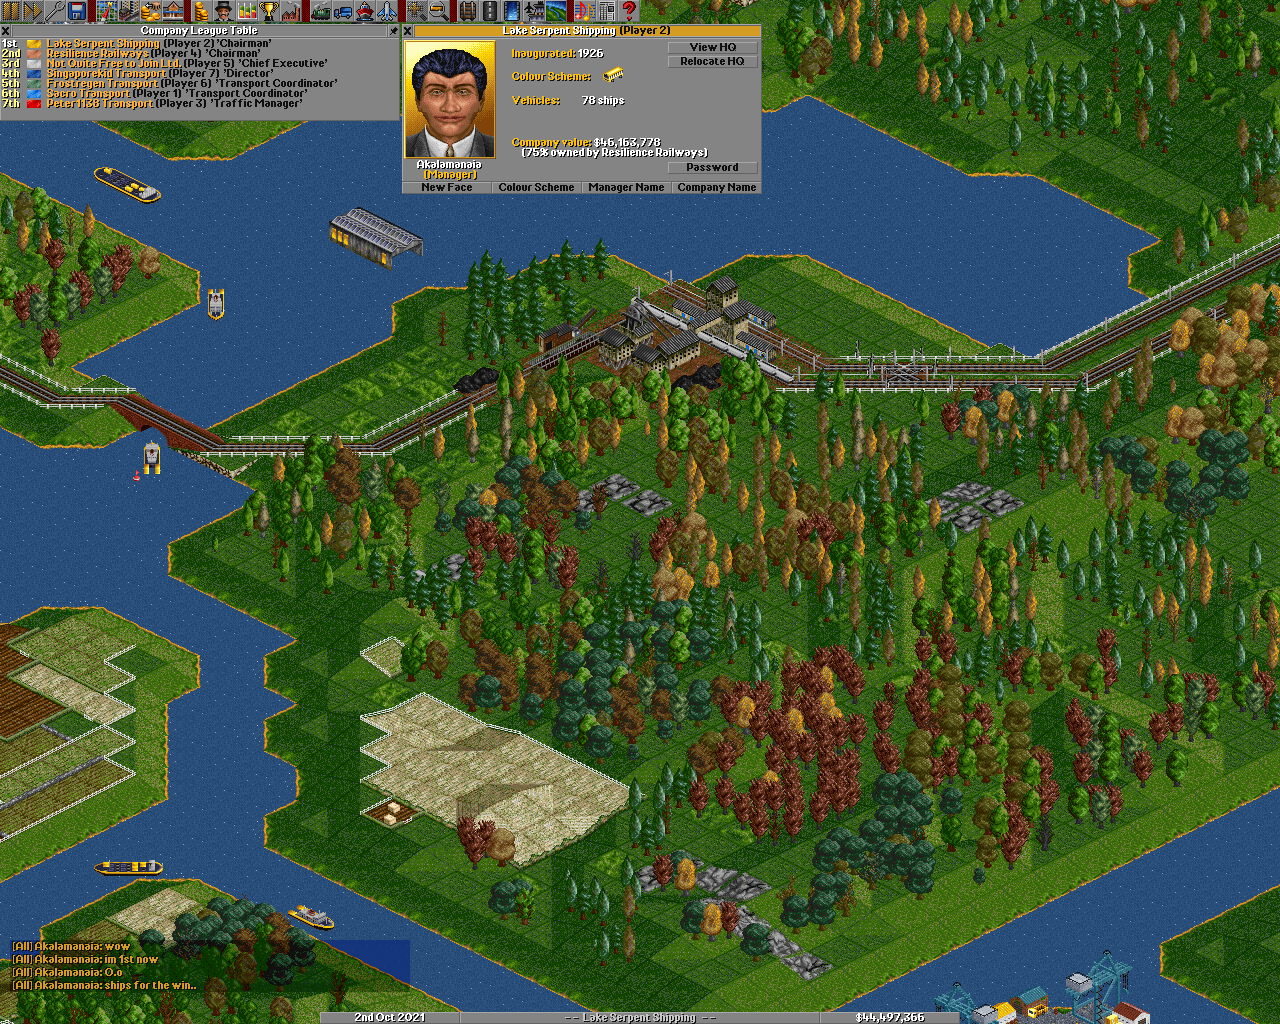 Company League Table
1st Lake Serpent Shipping (Player 2) 'Chairman'
2nd Resilience Railways (Player 4) 'Chairman'
3rd Not Quite Free to Join Ltd. (Player 5) 'Chief Executive'
4th Singaporekid Transport (Player 7) 'Director'
5th Frostregen Transport (Player 6) 'Transport Coordinator'
6th Sacro Transport (Player 1) 'Transport Coordinator'
7th Peter1138 Transport (Player 3) 'Traffic Manager'
Lake Serpent Shipping (Player 2)
Inaugurated: 1926
View HQ
Relocate HQ
Colour Scheme:
Vehicles: 78 ships
Company value: $46,163,778
(75% owned by Resilience Railways)
Akalamanaia
(Manager)
Password
New Face Colour Scheme Manager Name Company Name
[All] Akalamanaia: wow
[All] Akalamanaia: im 1st now
[All] Akalamanaia: O.o
[All] Akalamanaia: ships for the win..
2nd Oct 2021 -- Lake Serpent Shipping -- $44,497,366